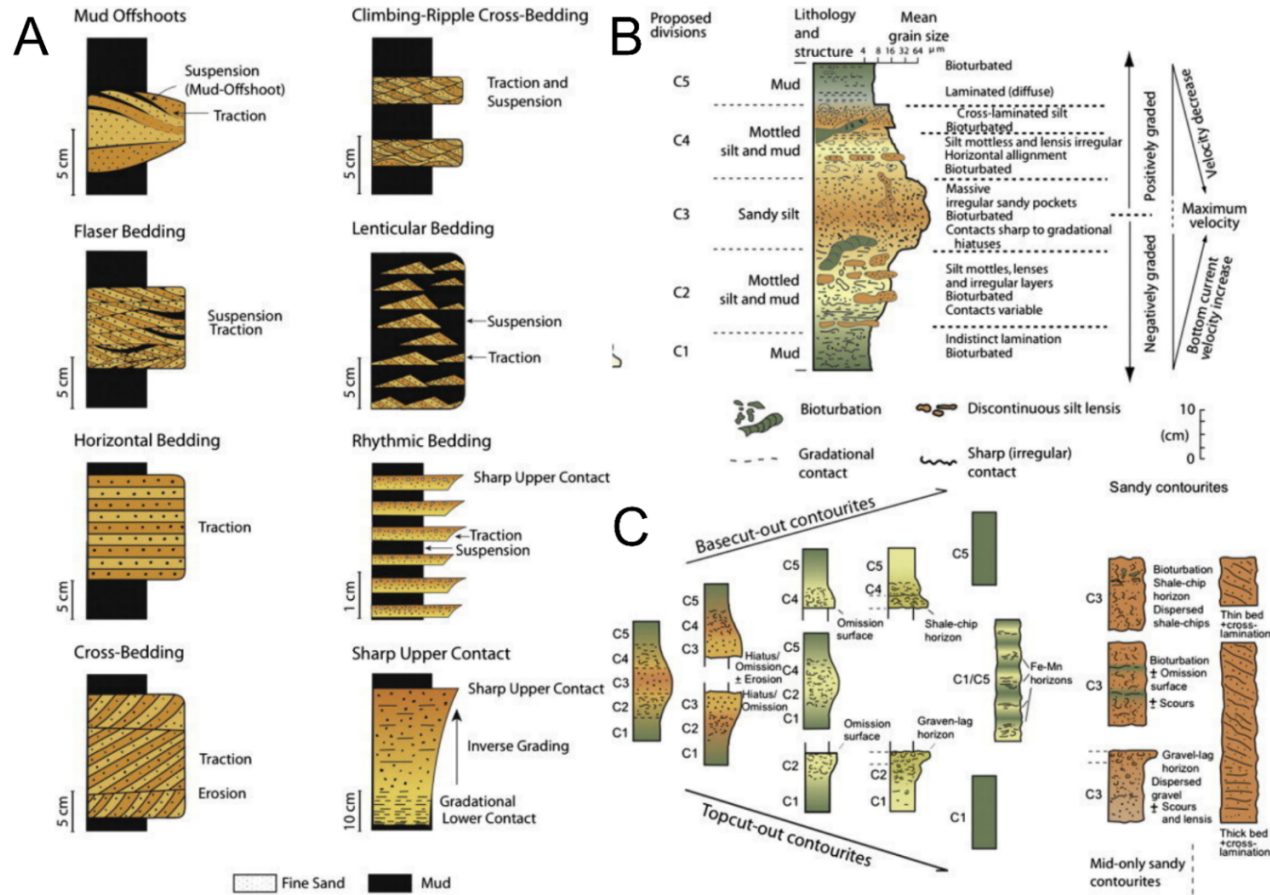 A
Mud Offshoots
Suspension
(Mud-Offshoot)
Traction
5 cm
Climbing-Ripple Cross-Bedding
Traction and
Suspension
5 cm
Flaser Bedding
Suspension
Traction
5 cm
Lenticular Bedding
Suspension
Traction
5 cm
Horizontal Bedding
Traction
5 cm
Rhythmic Bedding
Sharp Upper Contact
Traction
Suspension
1 cm
Cross-Bedding
Traction
Erosion
5 cm
Sharp Upper Contact
Sharp Upper Contact
Inverse Grading
Gradational
Lower Contact
10 cm
Fine Sand
Mud
B
Proposed
divisions
Lithology
and
structure
Mean
grain size
4 8 16 32 64 μm
C5
Mud
Bioturbated
Laminated (diffuse)
Cross-laminated silt
Bioturbated
C4
Mottled
silt and mud
Silt mottless and lensis irregular
Horizontal allignment
Bioturbated
C3
Sandy silt
Massive
irregular sandy pockets
Bioturbated
Contacts sharp to gradational
hiatuses
C2
Mottled
silt and mud
Silt mottles, lenses
and irregular layers
Bioturbated
Contacts variable
C1
Mud
Indistinct lamination
Bioturbated
Positively graded
Negatively graded
Velocity decrease
Maximum
velocity
Bottom current
velocity increase
Bioturbation
Discontinuous silt lensis
Gradational
contact
Sharp (irregular)
contact
10
(cm)
0
C
Basecut-out contourites
Topcut-out contourites
C5
C4
C3
C2
C1
C5
C4
C3
Hiatus/
Omission
± Erosion
Hiatus/
Omission
C3
C2
C1
C5
C4
Omission
surface
C5
C4
C2
C1
Omission
surface
C2
C1
C5
C4
Shale-chip
horizon
Graven-lag
horizon
C2
C1
C5
C1/C5
Fe-Mn
horizons
C1
Sandy contourites
C3
Bioturbation
Shale-chip
horizon
Dispersed
shale-chips
Thin bed
+cross-
lamination
C3
Bioturbation
± Omission
surface
± Scours
C3
Gravel-lag
horizon
Dispersed
gravel
± Scours
and lensis
Thick bed
+cross-
lamination
Mid-only sandy
contourites